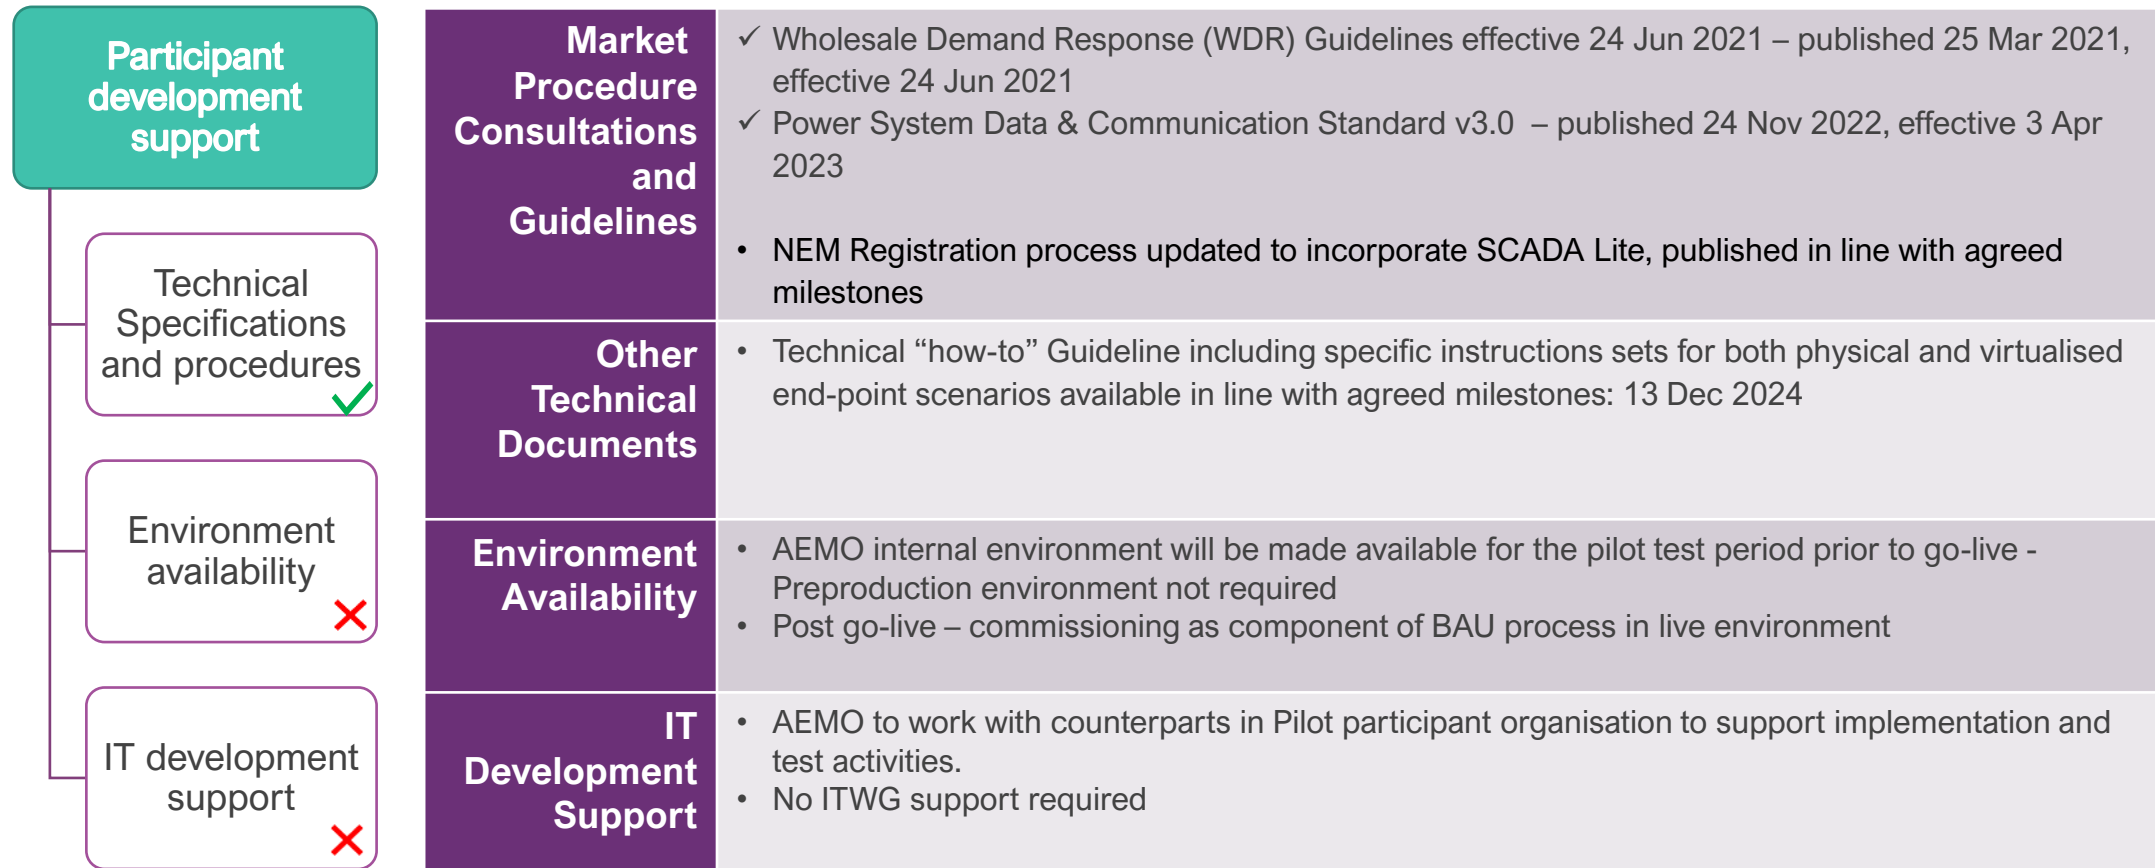 Participant
development
support
Technical
Specifications
and procedures
Environment
availability
IT development
support
Market
Procedure
Consultations
and
Guidelines
✓ Wholesale Demand Response (WDR) Guidelines effective 24 Jun 2021 – published 25 Mar 2021,
effective 24 Jun 2021
✓ Power System Data & Communication Standard v3.0 – published 24 Nov 2022, effective 3 Apr
2023
• NEM Registration process updated to incorporate SCADA Lite, published in line with agreed
milestones
Other
Technical
Documents
• Technical “how-to” Guideline including specific instructions sets for both physical and virtualised
end-point scenarios available in line with agreed milestones: 13 Dec 2024
Environment
Availability
• AEMO internal environment will be made available for the pilot test period prior to go-live -
Preproduction environment not required
• Post go-live – commissioning as component of BAU process in live environment
IT
Development
Support
• AEMO to work with counterparts in Pilot participant organisation to support implementation and
test activities.
• No ITWG support required